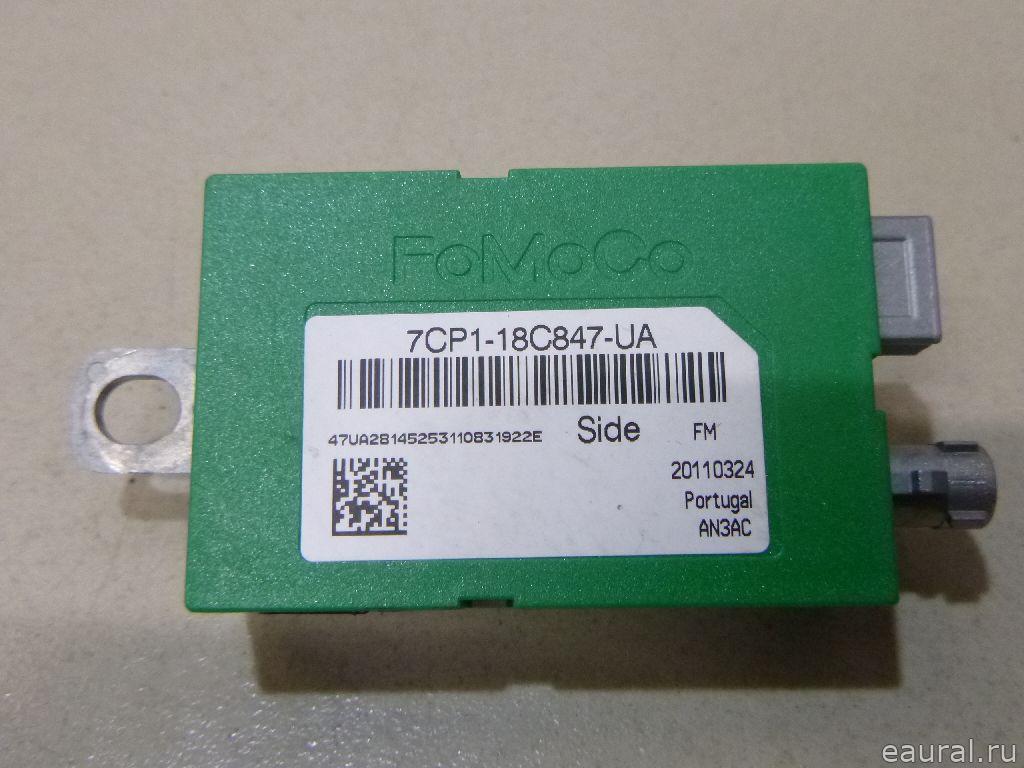 FoMoCo
7CP1-18C847-UA
47UA28145253110831922E Side FM
20110324
Portugal
AN3AC
eaural.ru